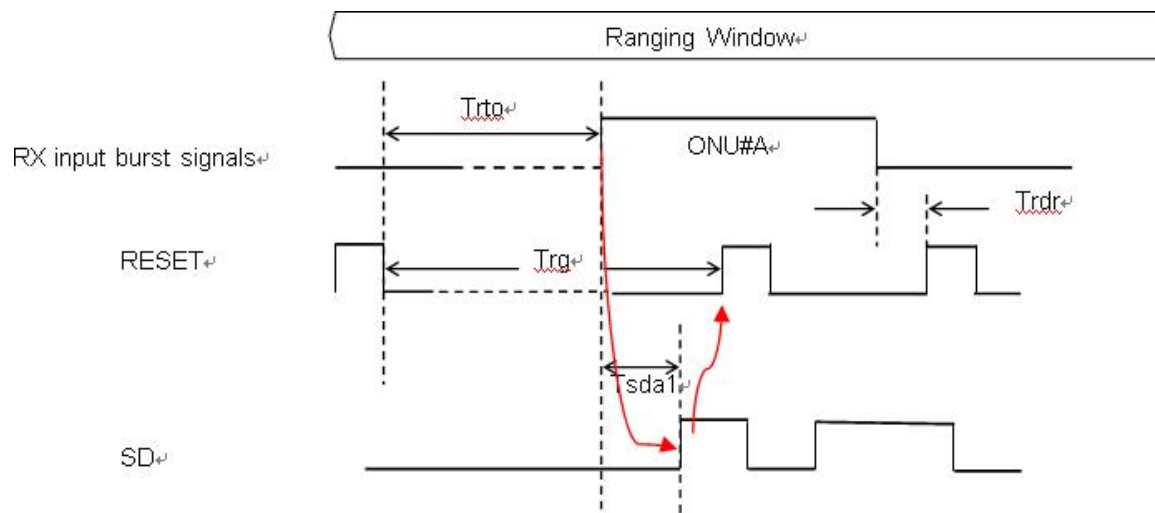 Ranging Window↵
Trto↵
RX input burst signals↵
ONU#A↵
Trdr↵
RESET↵
Trg↵
Tsda1↵
SD↵